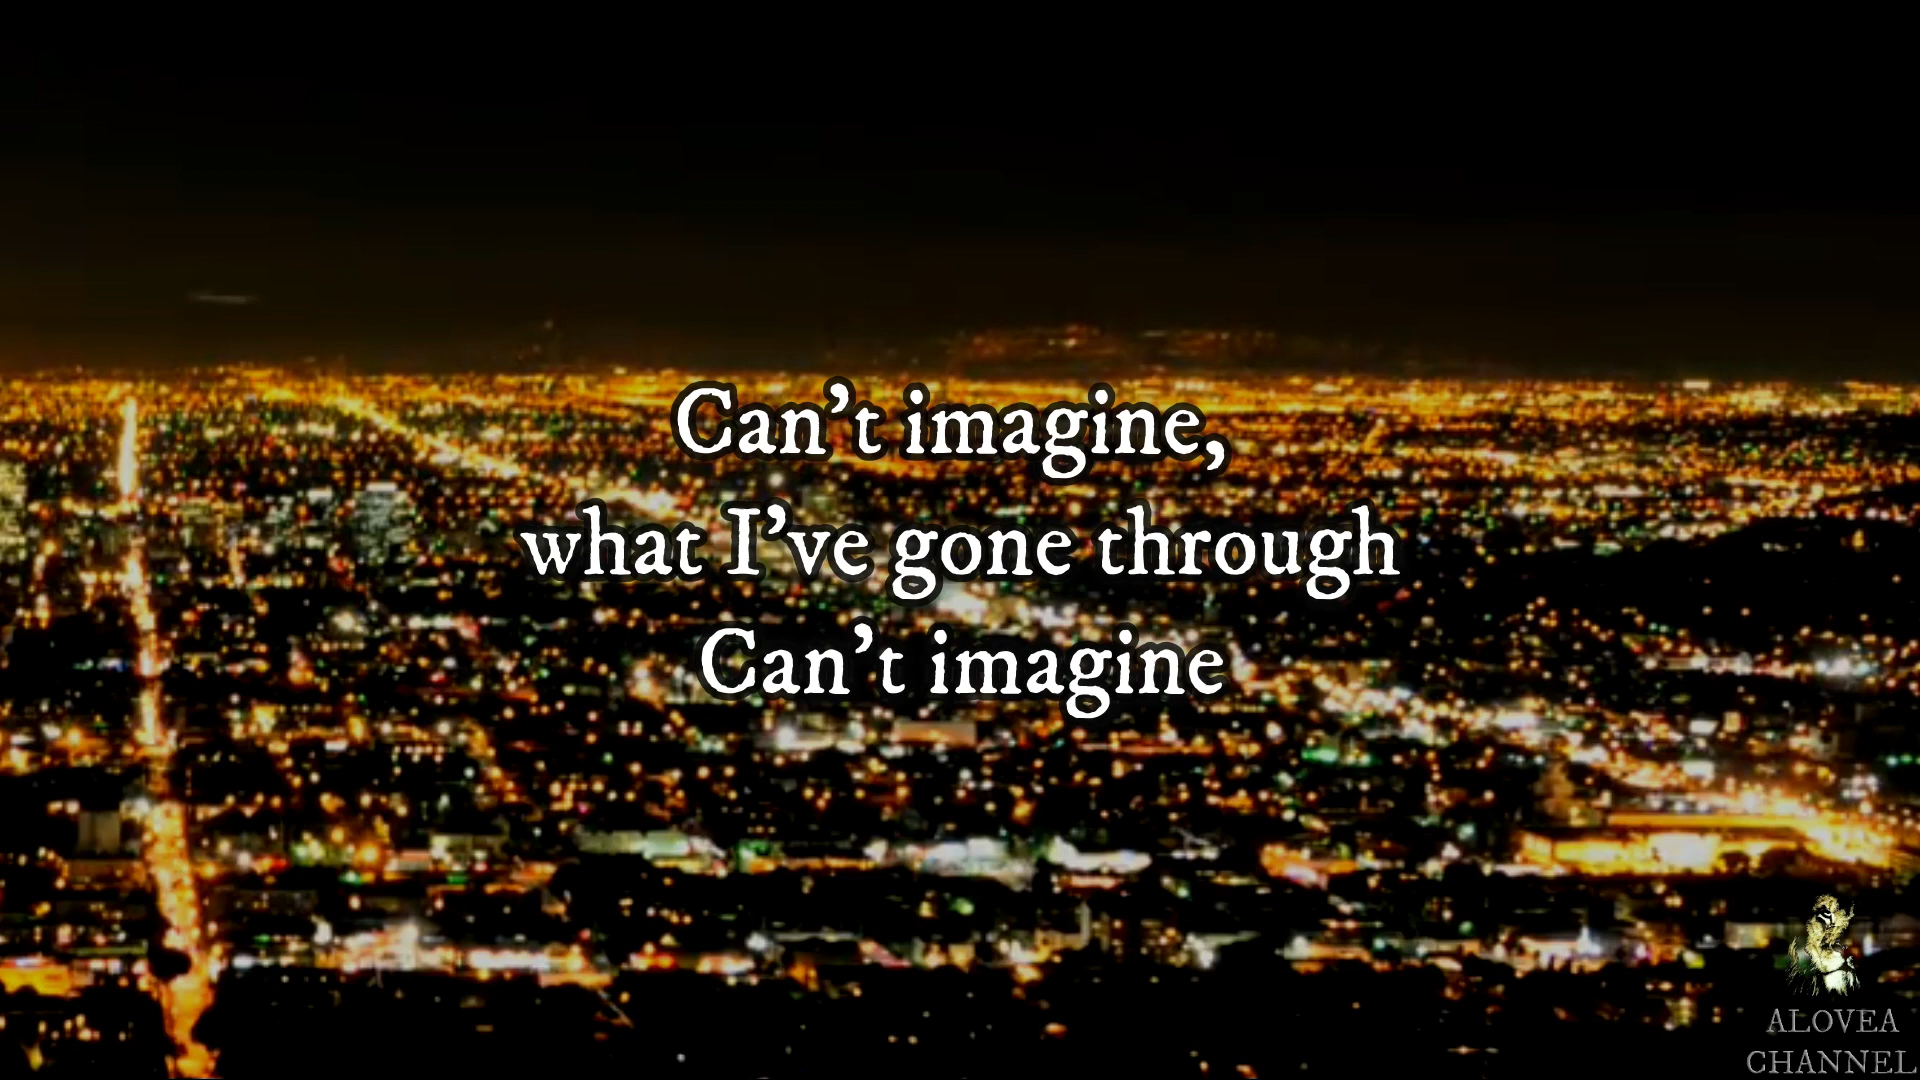 Can’t imagine,
what I’ve gone through
Can’t imagine
ALOVEA
CHANNEL